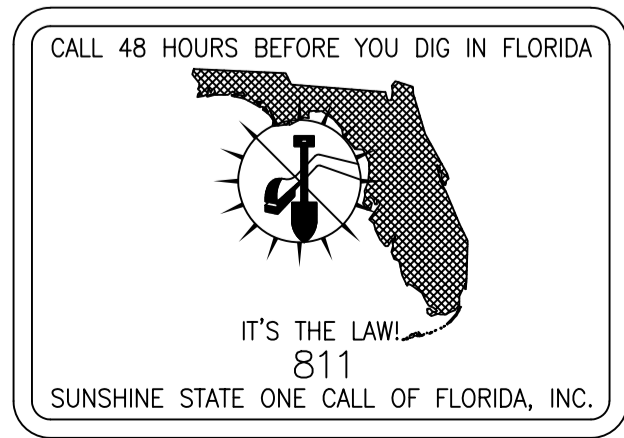 CALL 48 HOURS BEFORE YOU DIG IN FLORIDA
IT'S THE LAW!
811
SUNSHINE STATE ONE CALL OF FLORIDA, INC.